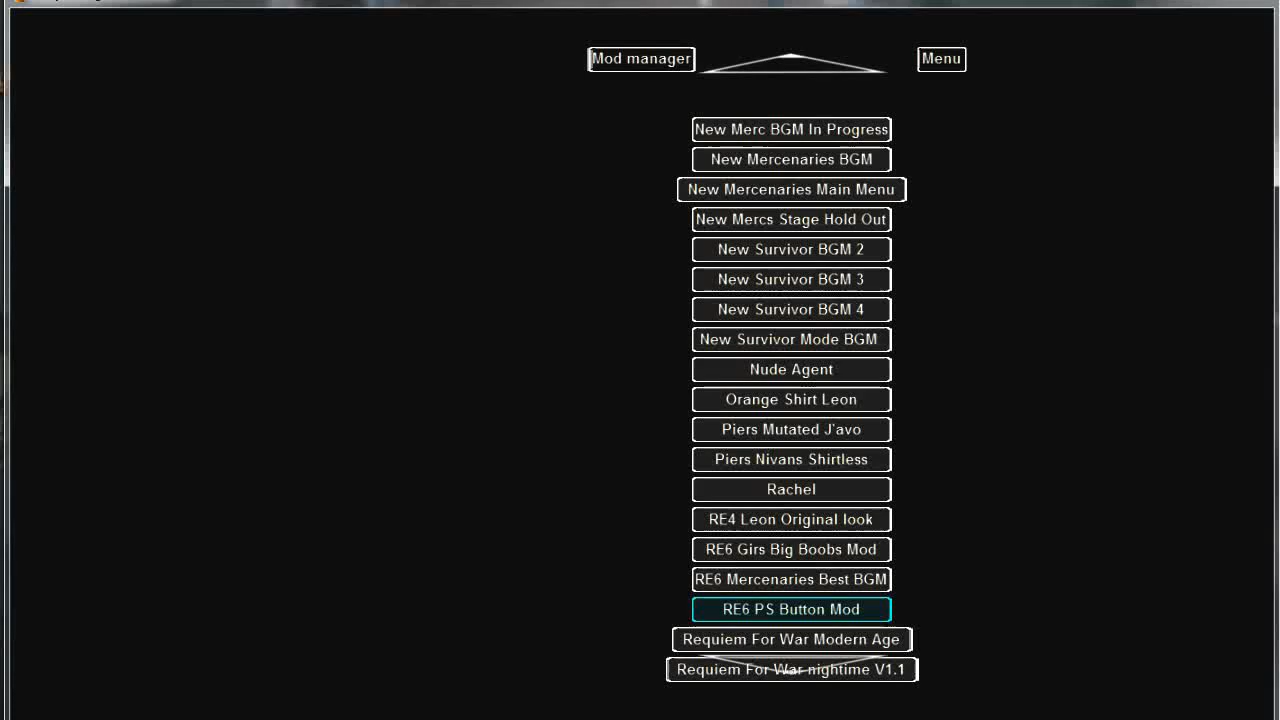 Mod manager
Menu
New Merc BGM In Progress
New Mercenaries BGM
New Mercenaries Main Menu
New Mercs Stage Hold Out
New Survivor BGM 2
New Survivor BGM 3
New Survivor BGM 4
New Survivor Mode BGM
Nude Agent
Orange Shirt Leon
Piers Mutated J'avo
Piers Nivans Shirtless
Rachel
RE4 Leon Original look
RE6 Girs Big Boobs Mod
RE6 Mercenaries Best BGM
RE6 PS Button Mod
Requiem For War Modern Age
Requiem For War nightime V1.1